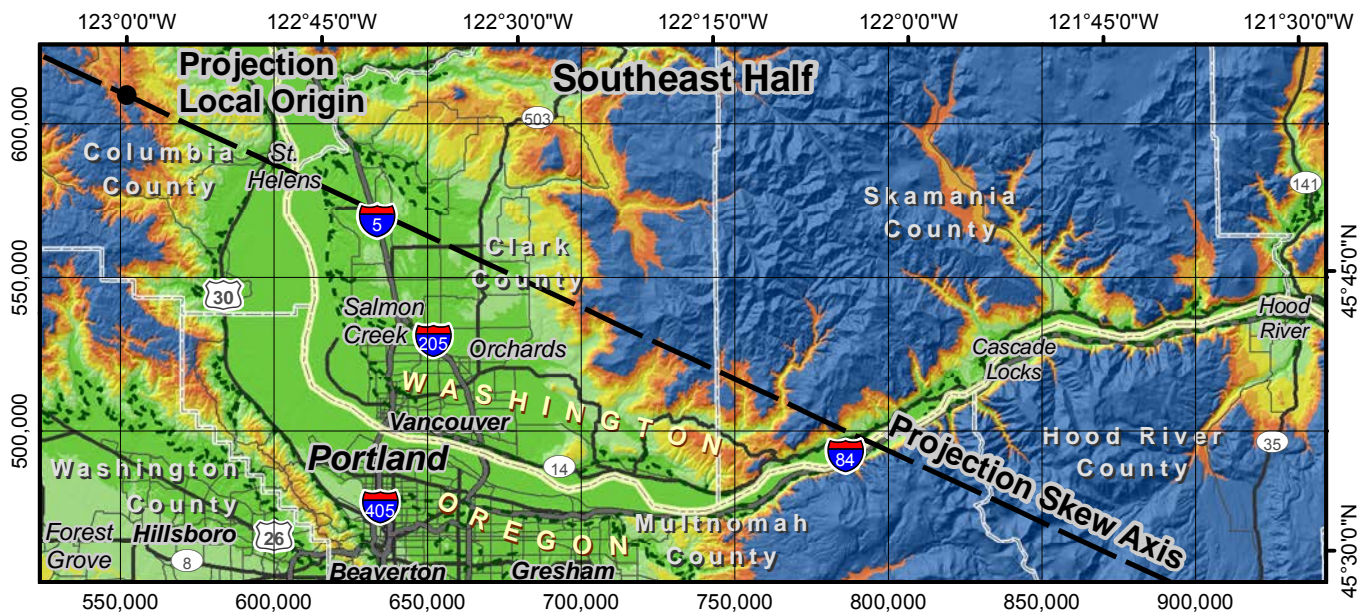 123°0'0"W 122°45'0"W 122°30'0"W 122°15'0"W 122°0'0"W 121°45'0"W 121°30'0"W
Projection
Local Origin
Southeast Half
600,000
503
Columbia
County
St.
Helens
Skamania
County
141
5
Clark
County
45°45'0"N
550,000
30
Salmon
Creek
205
Orchards
Hood
River
Cascade
Locks
WASHINGTON
500,000
Vancouver
Projection Skew Axis
Hood River
County
35
84
Portland
14
Washington
County
405
OREGON
Multnomah
County
Forest
Grove
Hillsboro
26
8
Beaverton
Gresham
45°30'0"N
550,000 600,000 650,000 700,000 750,000 800,000 850,000 900,000